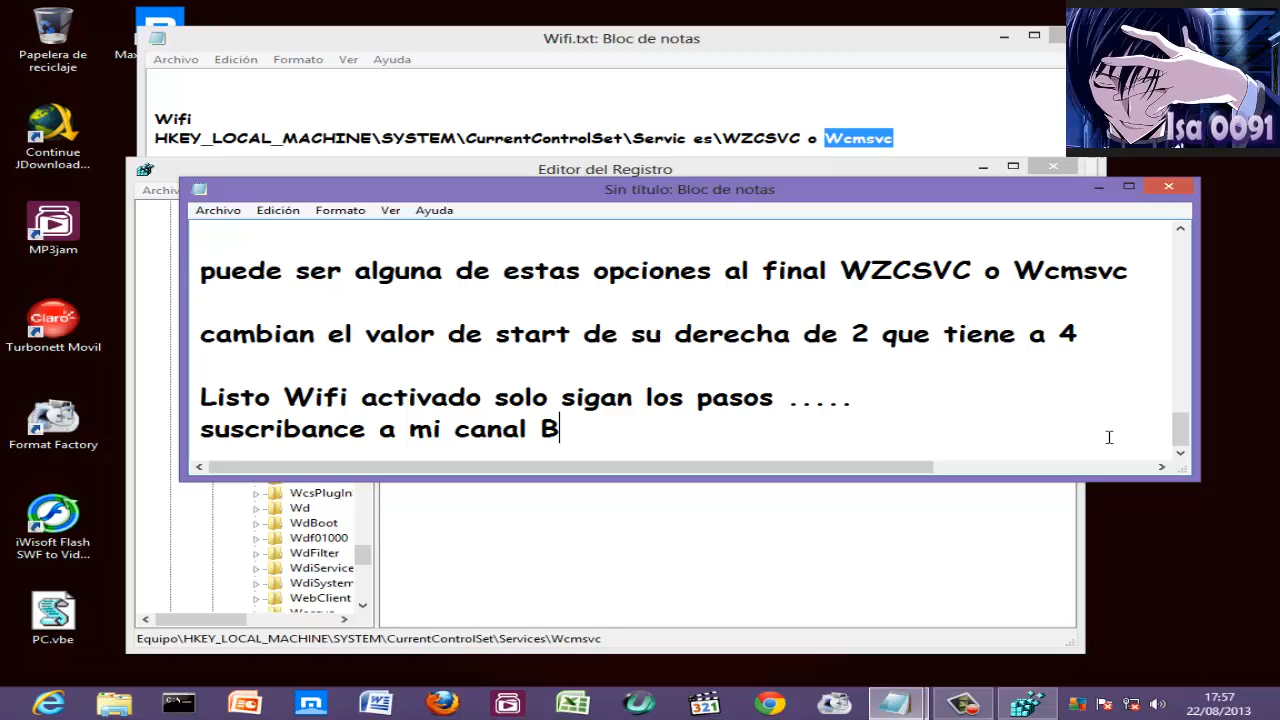 Papelera de
reciclaje
Max
Continue
JDownload...
MP3jam
Claro
Turbonett Movil
Format Factory
iWisoft Flash
SWF to Vid...
PC.vbe
Wifi.txt: Bloc de notas
Archivo Edición Formato Ver Ayuda
Wifi
HKEY_LOCAL_MACHINE\SYSTEM\CurrentControlSet\Servic es\WZCSVC o Wcmsvc
Isa 0091
Editor del Registro
Archiv
Sin título: Bloc de notas
Archivo Edición Formato Ver Ayuda
puede ser alguna de estas opciones al final WZCSVC o Wcmsvc
cambian el valor de start de su derecha de 2 que tiene a 4
Listo Wifi activado solo sigan los pasos .....
suscribance a mi canal B
WcsPlugIn
Wd
WdBoot
Wdf01000
WdFilter
WdiService
WdiSystem
WebClient
Equipo\HKEY_LOCAL_MACHINE\SYSTEM\CurrentControlSet\Services\Wcmsvc
321
17:57
22/08/2013